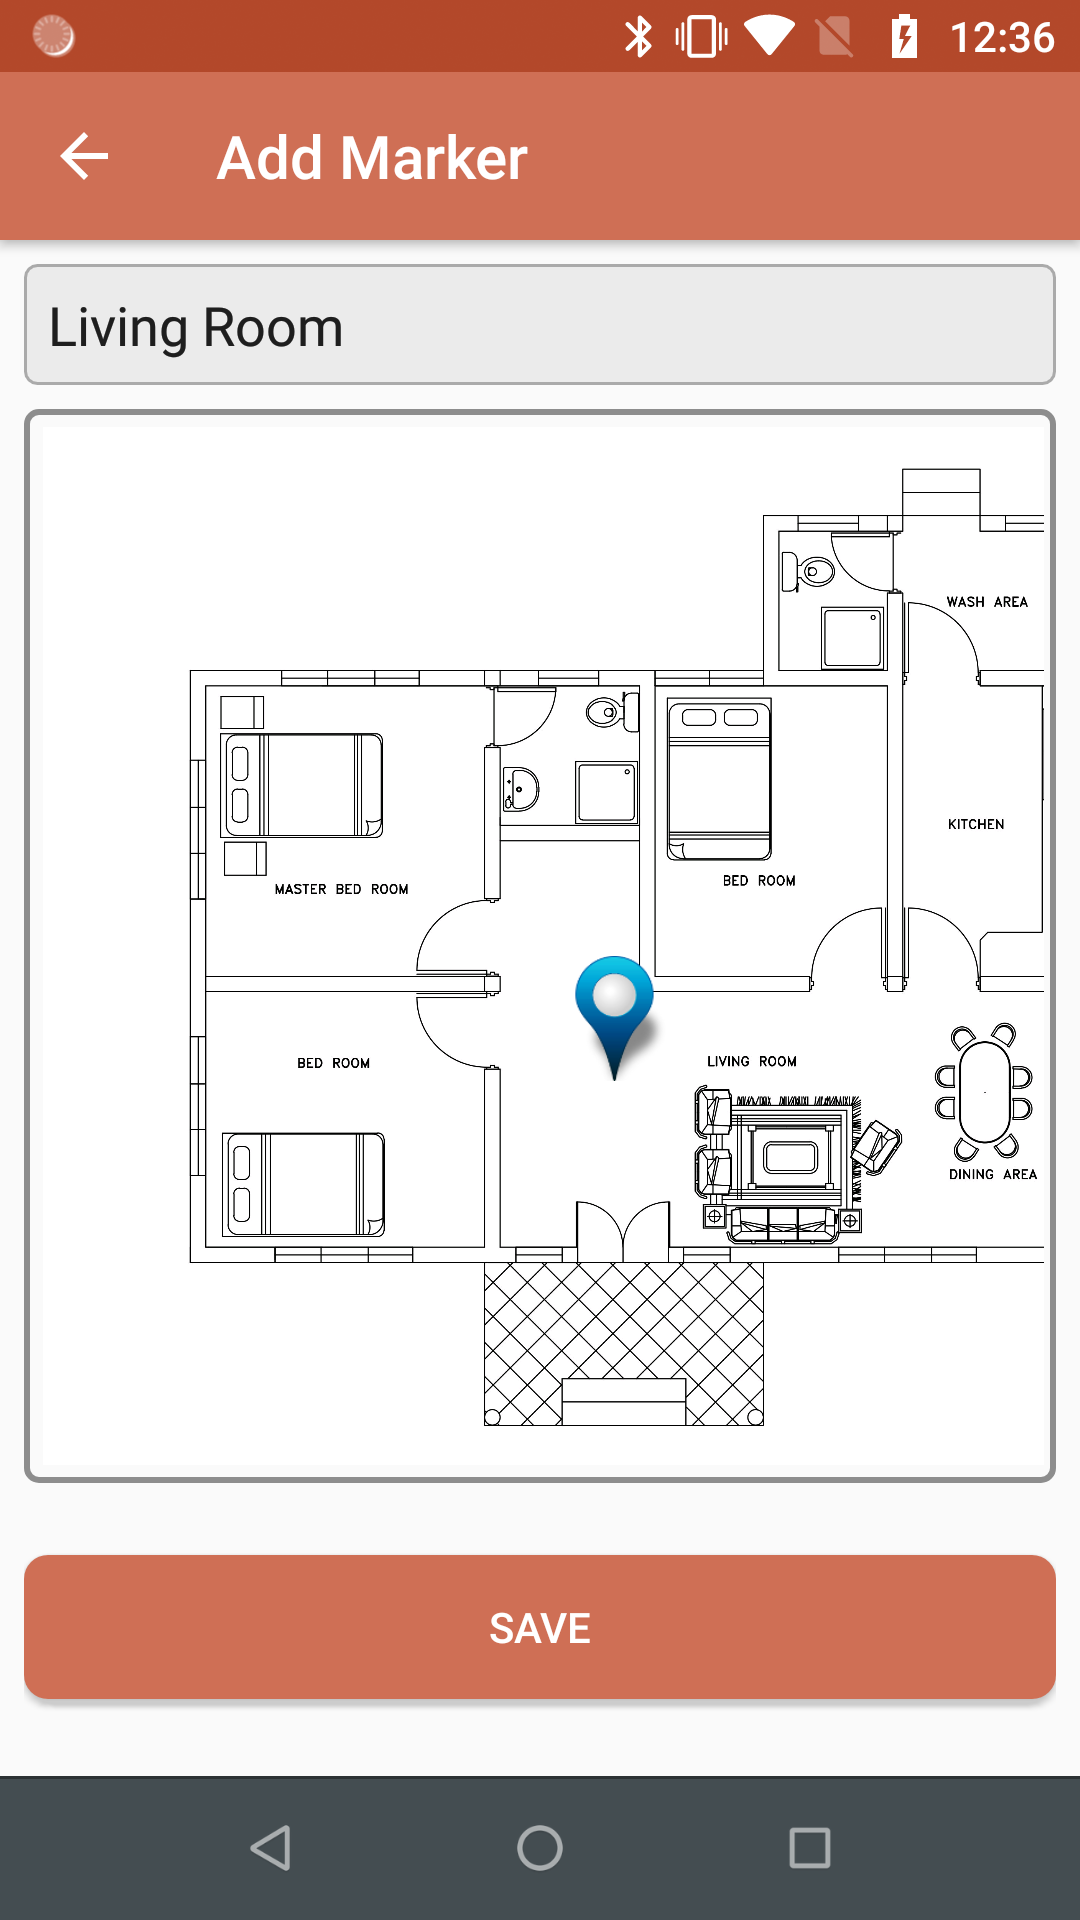 12:36
Add Marker
Living Room
WASH AREA
KITCHEN
BED ROOM
MASTER BED ROOM
BED ROOM
LIVING ROOM
DINING AREA
SAVE